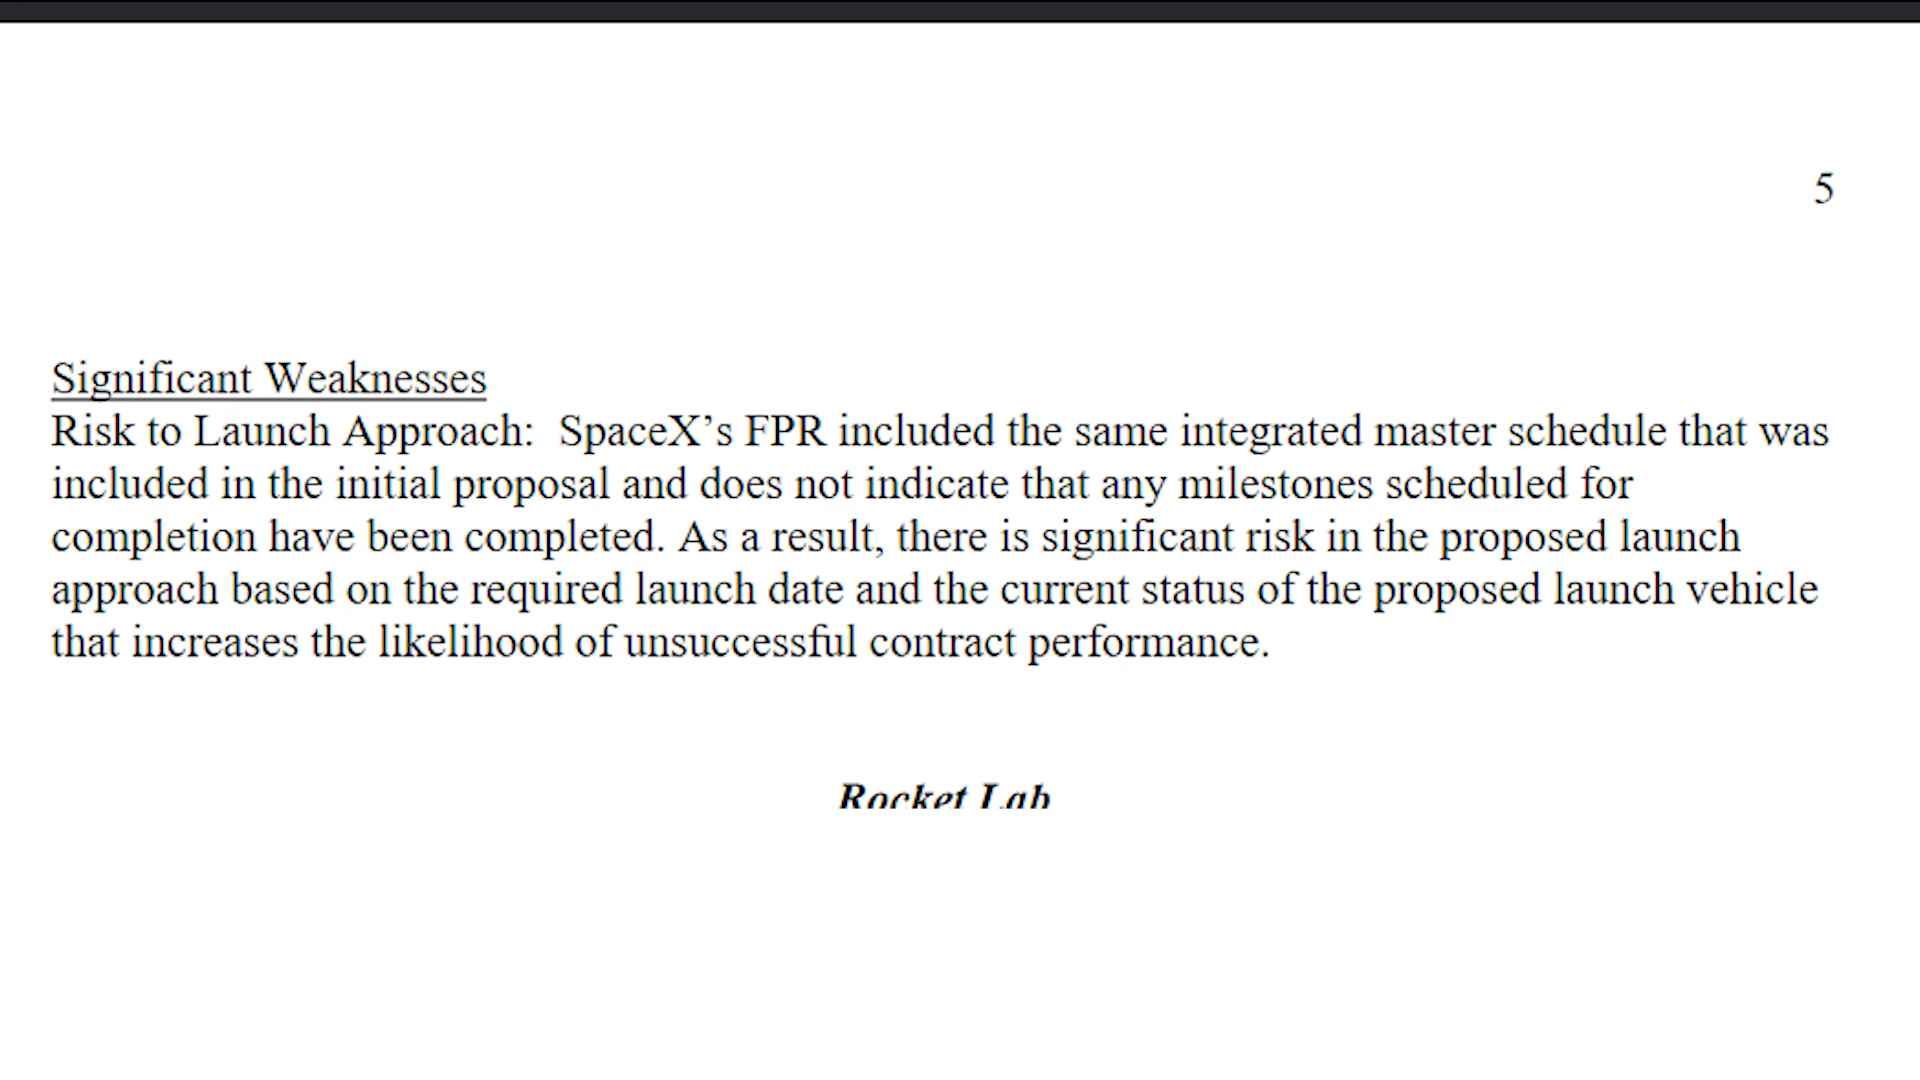 5
Significant Weaknesses
Risk to Launch Approach:  SpaceX’s FPR included the same integrated master schedule that was
included in the initial proposal and does not indicate that any milestones scheduled for
completion have been completed. As a result, there is significant risk in the proposed launch
approach based on the required launch date and the current status of the proposed launch vehicle
that increases the likelihood of unsuccessful contract performance.
Rocket Lab